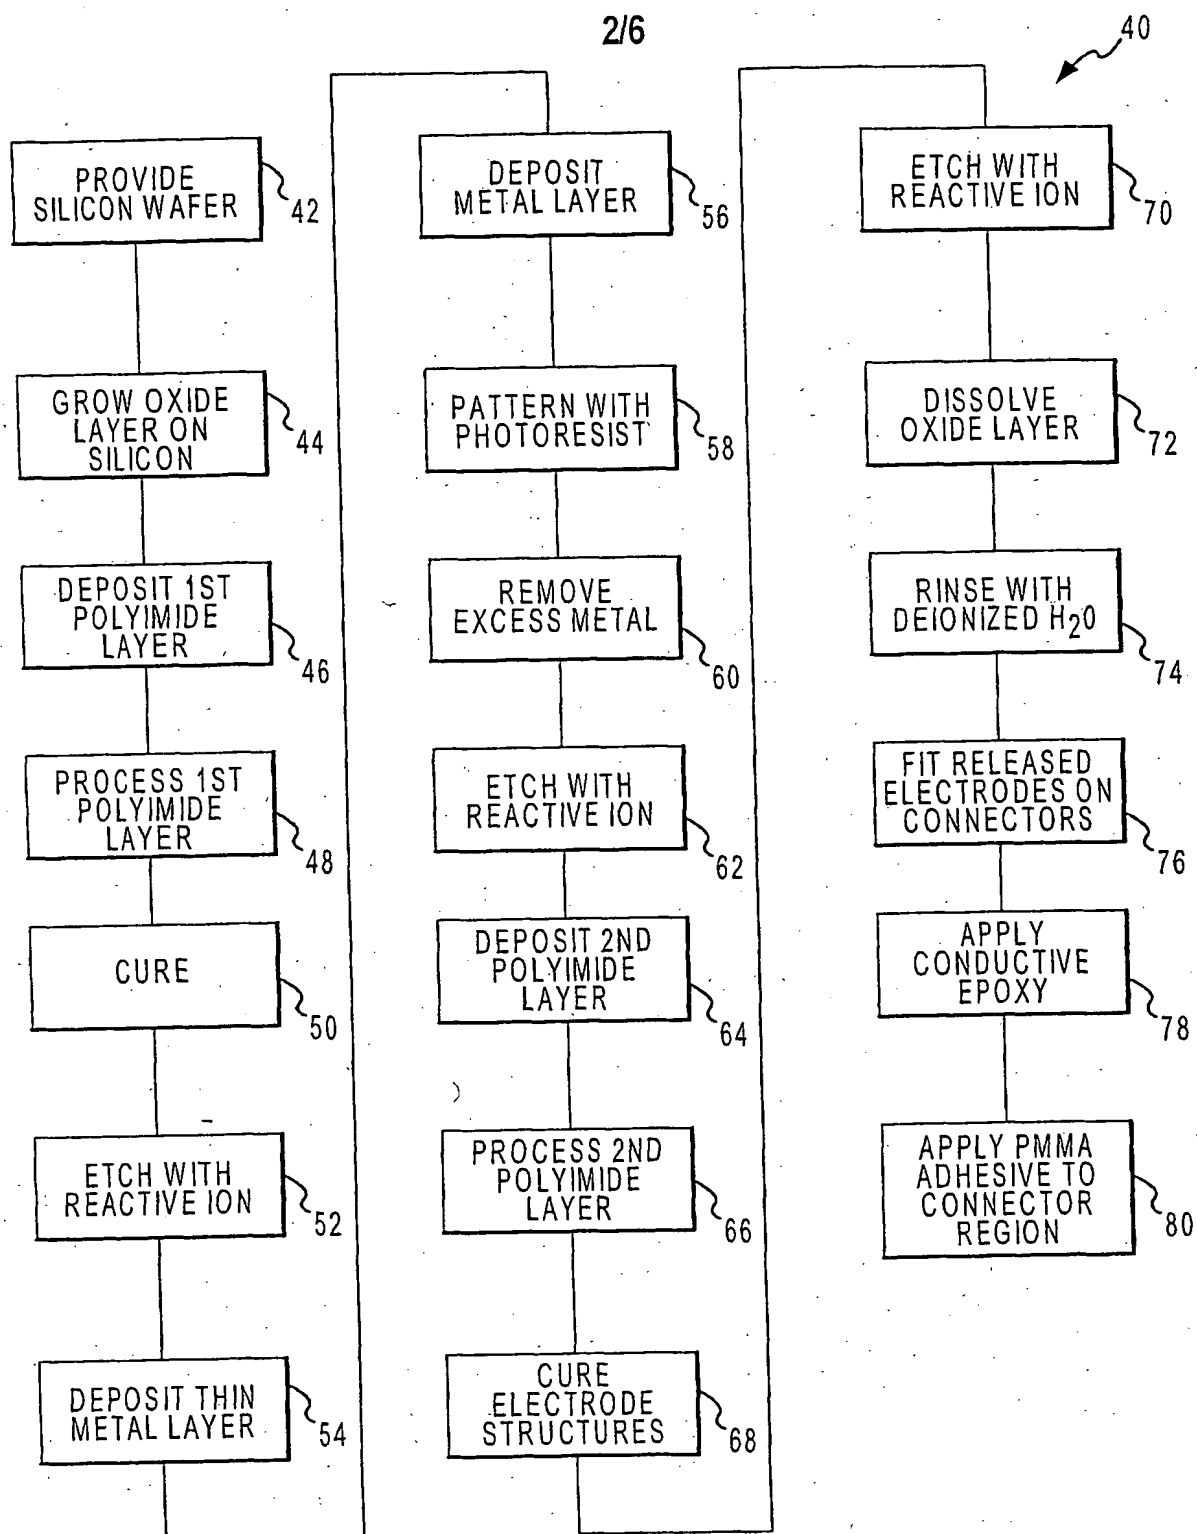 2/6
40
PROVIDE
SILICON WAFER
42
GROW OXIDE
LAYER ON
SILICON
44
DEPOSIT 1ST
POLYIMIDE
LAYER
46
PROCESS 1ST
POLYIMIDE
LAYER
48
CURE
50
ETCH WITH
REACTIVE ION
52
DEPOSIT THIN
METAL LAYER
54
DEPOSIT
METAL LAYER
56
PATTERN WITH
PHOTORESIST
58
REMOVE
EXCESS METAL
60
ETCH WITH
REACTIVE ION
62
DEPOSIT 2ND
POLYIMIDE
LAYER
64
PROCESS 2ND
POLYIMIDE
LAYER
66
CURE
ELECTRODE
STRUCTURES
68
ETCH WITH
REACTIVE ION
70
DISSOLVE
OXIDE LAYER
72
RINSE WITH
DEIONIZED H₂O
74
FIT RELEASED
ELECTRODES ON
CONNECTORS
76
APPLY
CONDUCTIVE
EPOXY
78
APPLY PMMA
ADHESIVE TO
CONNECTOR
REGION
80